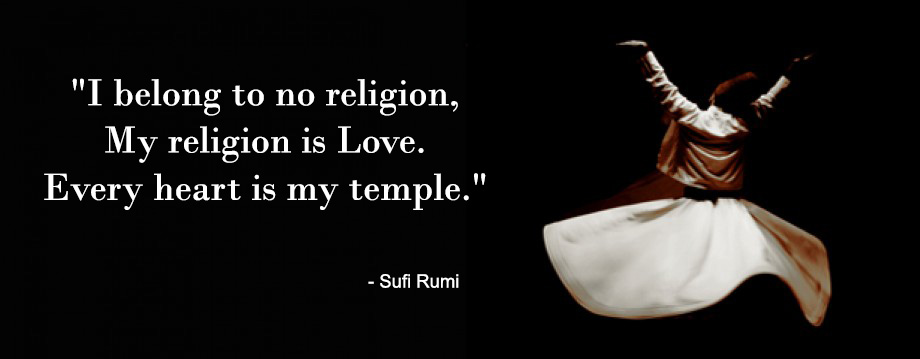 "I belong to no religion,
My religion is Love.
Every heart is my temple."
- Sufi Rumi